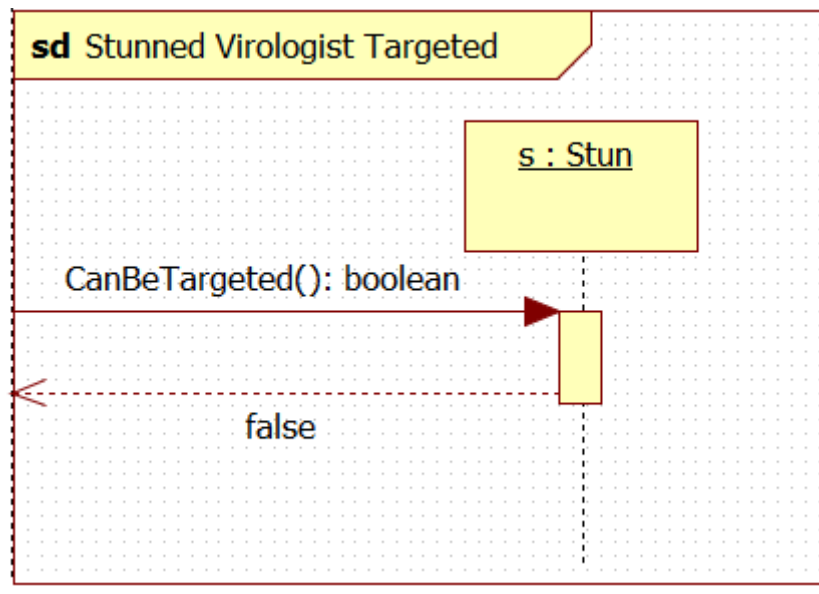 sd Stunned Virologist Targeted
s : Stun
CanBeTargeted(): boolean
false